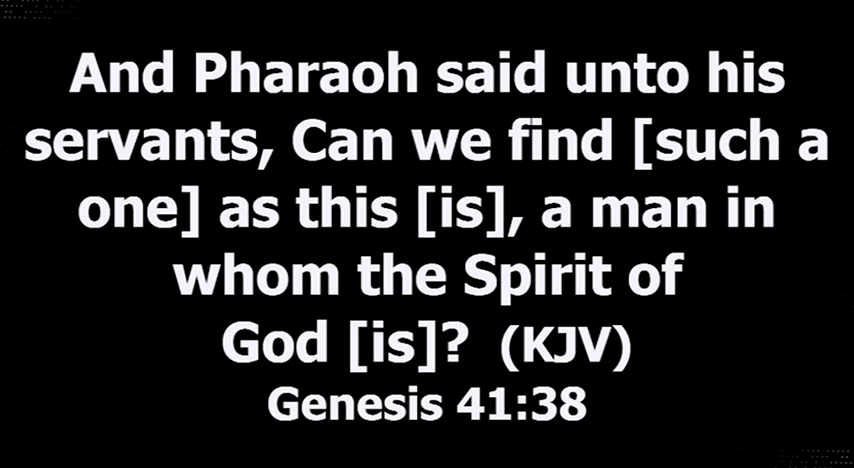 And Pharaoh said unto his
servants, Can we find [such a
one] as this [is], a man in
whom the Spirit of
God [is]? (KJV)
Genesis 41:38